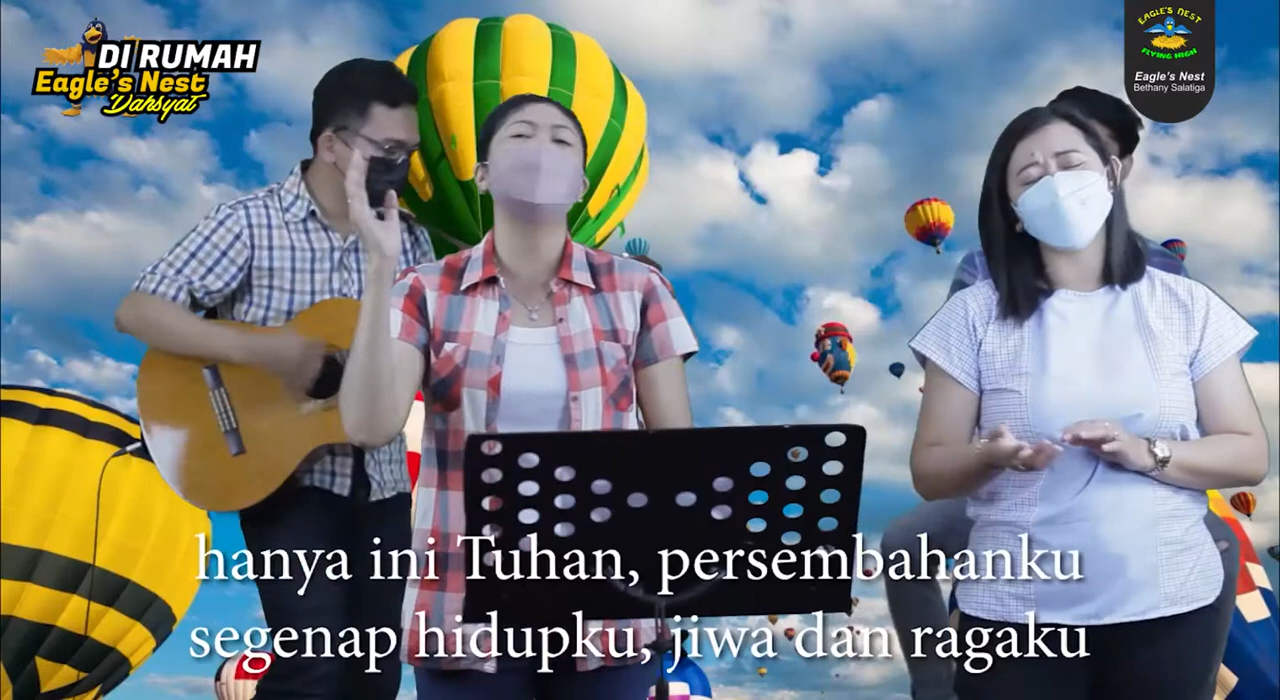 DI RUMAH
Eagle's Nest
Dahsyat
EAGLE'S NEST
FLYING HIGH
Eagle's Nest
Bethany Salatiga
hanya ini Tuhan, persembahanku
segenap hidupku, jiwa dan ragaku